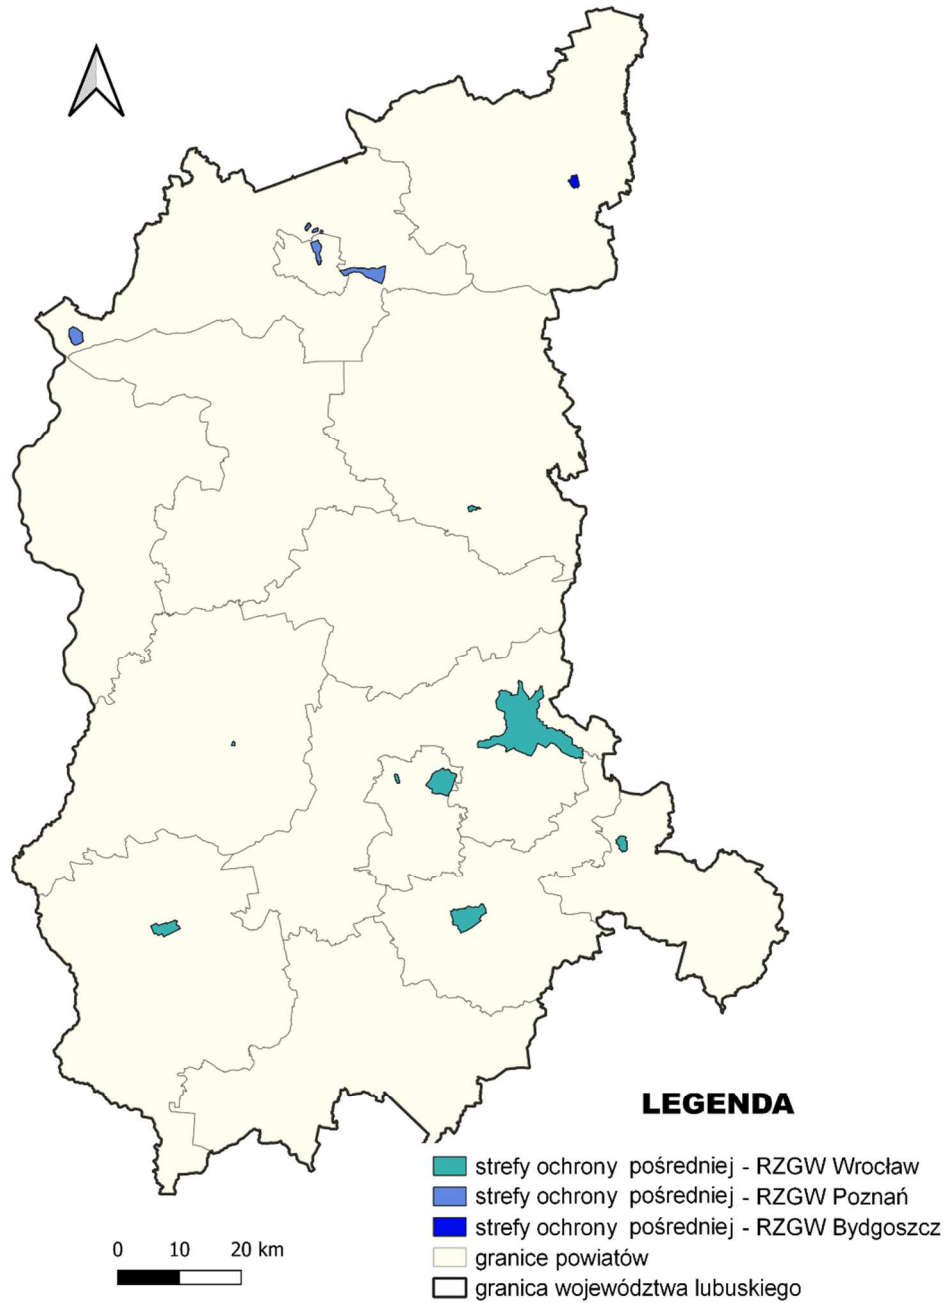 LEGENDA
strefy ochrony pośredniej - RZGW Wrocław
strefy ochrony pośredniej - RZGW Poznań
strefy ochrony pośredniej - RZGW Bydgoszcz
granice powiatów
granica województwa lubuskiego
0 10 20 km